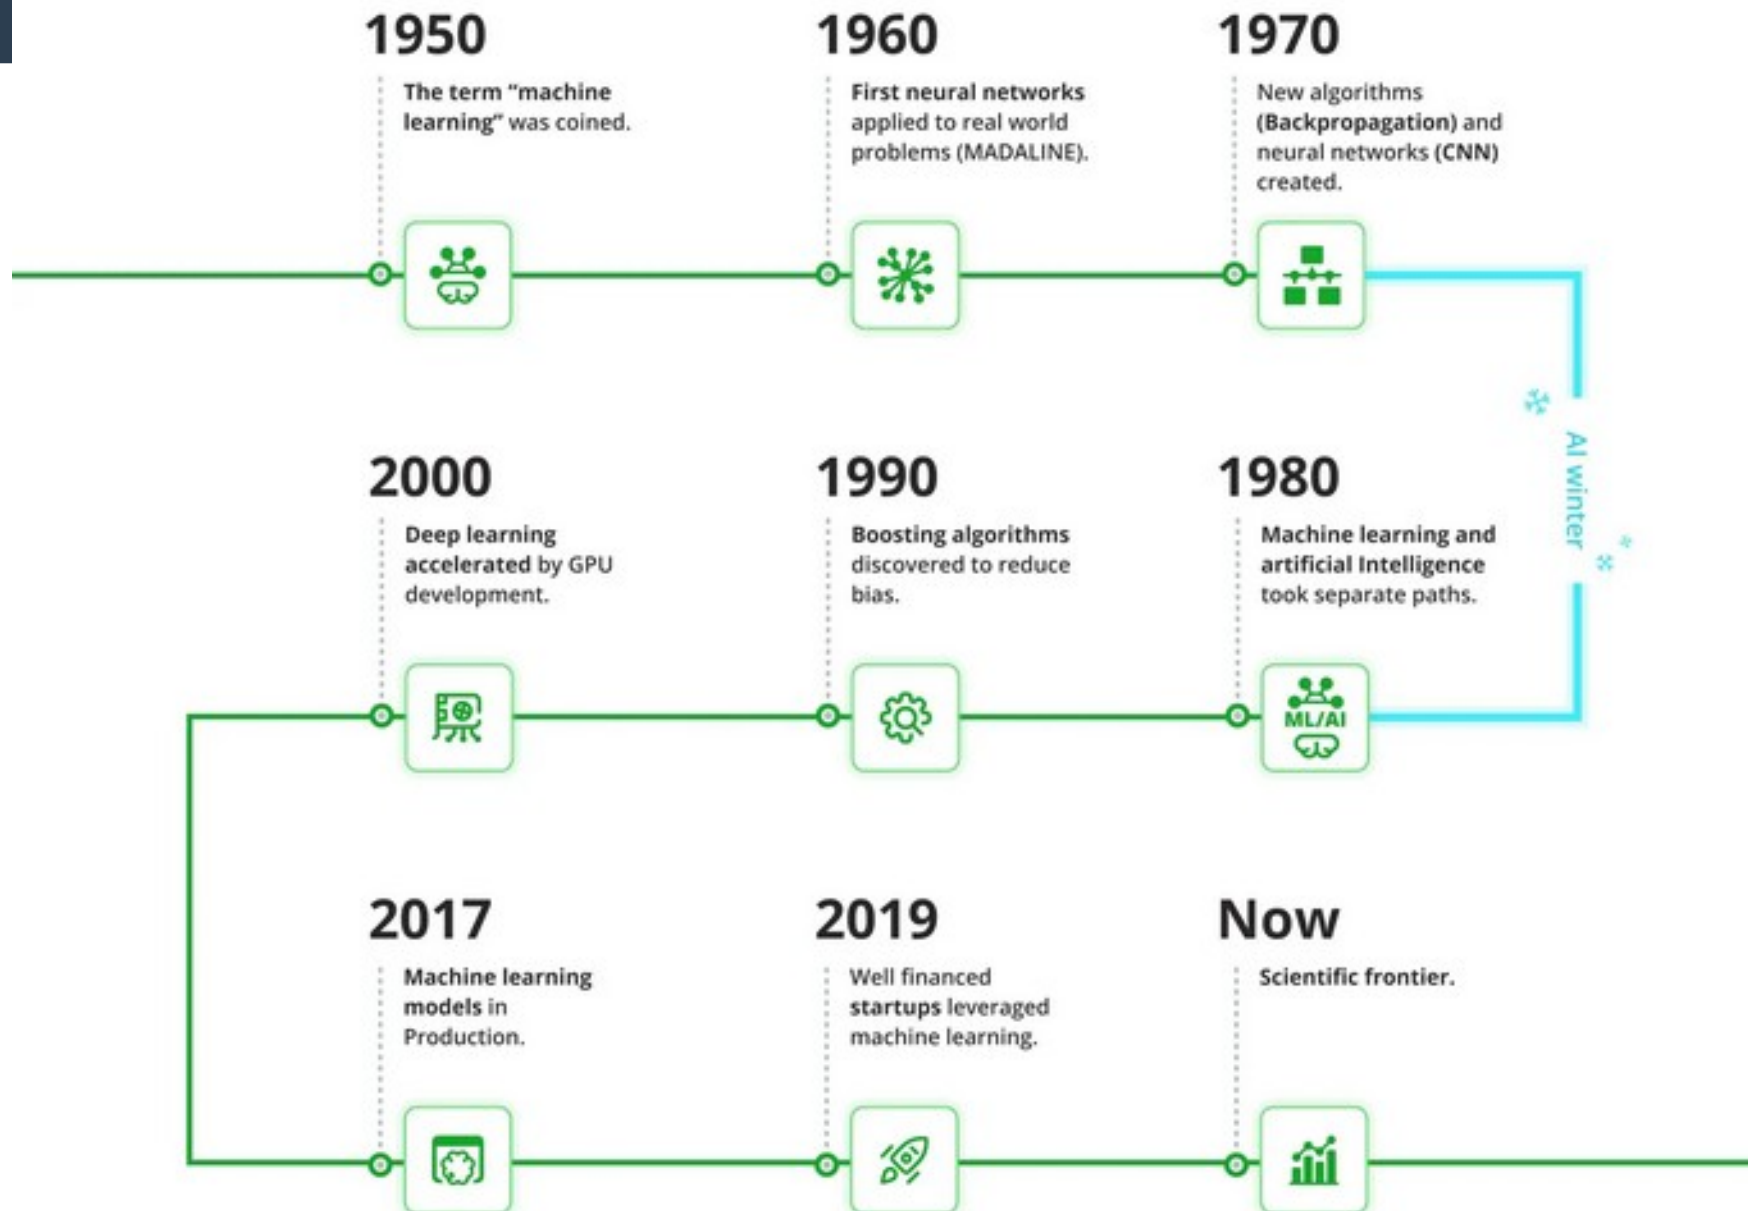 1950
The term “machine
learning” was coined.
1960
First neural networks
applied to real world
problems (MADALINE).
1970
New algorithms
(Backpropagation) and
neural networks (CNN)
created.
AI winter
1980
Machine learning and
artificial Intelligence
took separate paths.
ML/AI
1990
Boosting algorithms
discovered to reduce
bias.
2000
Deep learning
accelerated by GPU
development.
2017
Machine learning
models in
Production.
2019
Well financed
startups leveraged
machine learning.
Now
Scientific frontier.